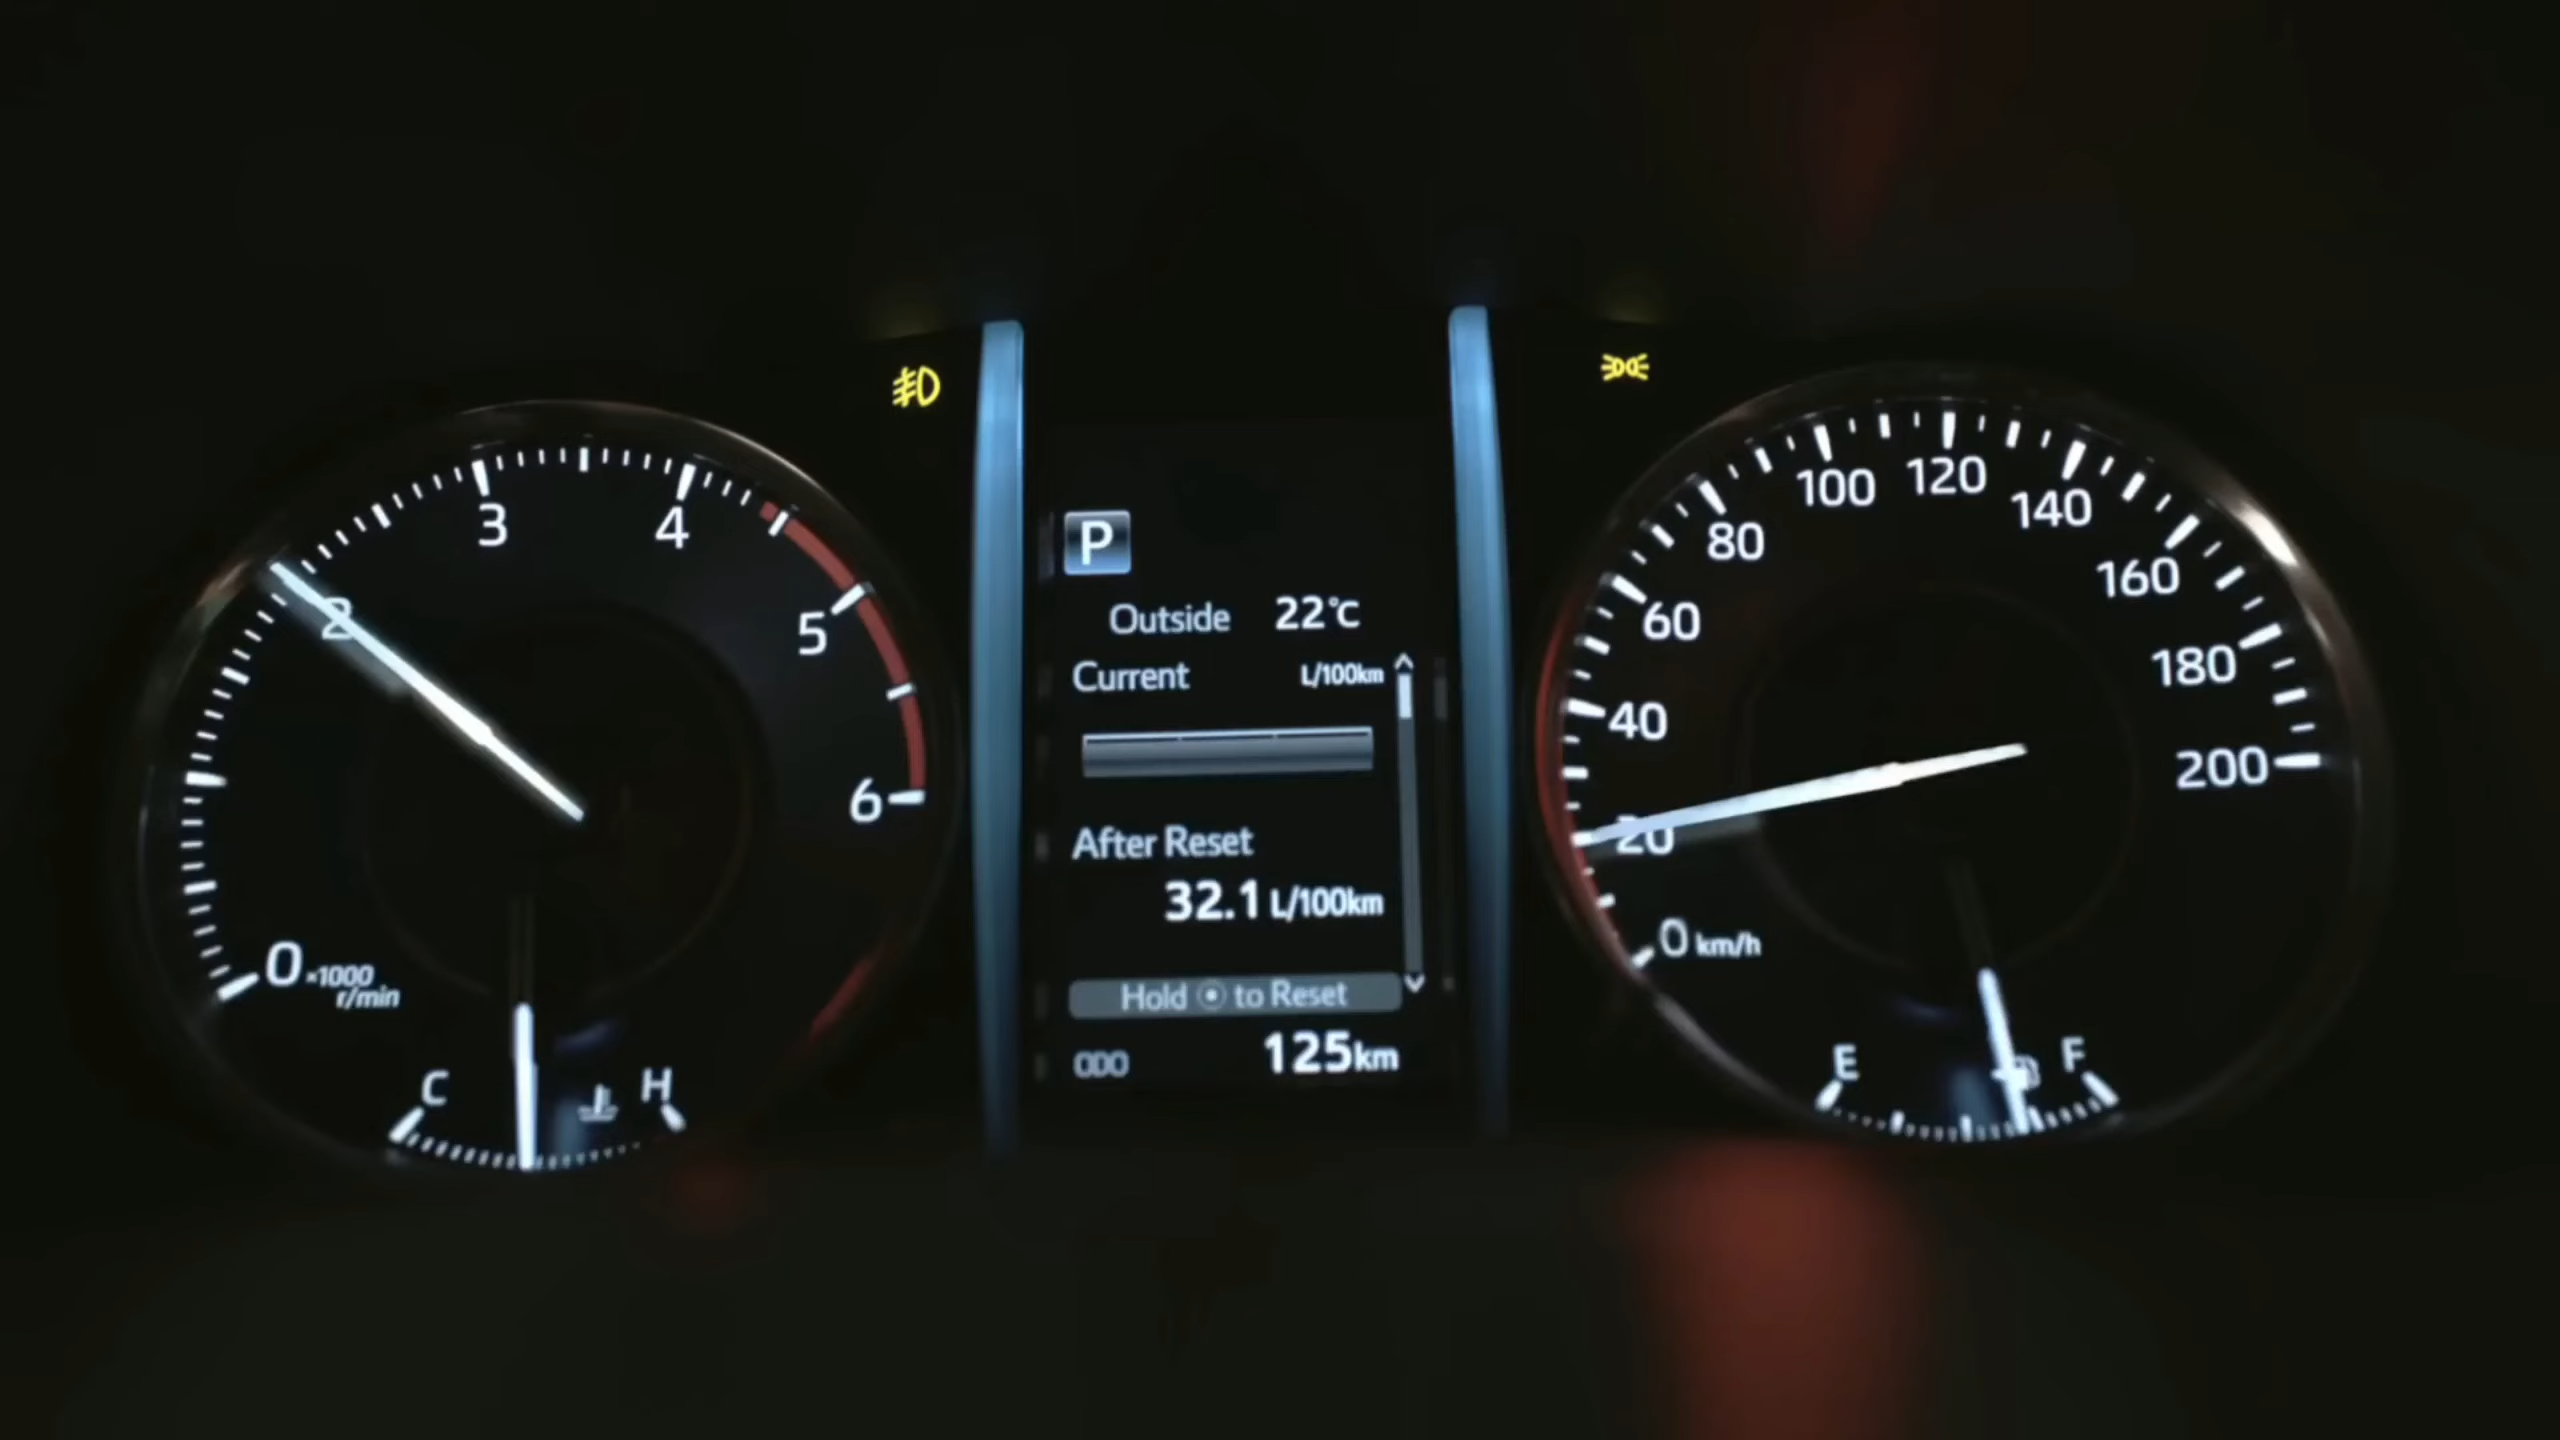 2
3
4
5
6
0 ×1000
r/min
C
H
P
Outside 22°C
Current L/100km
After Reset
32.1 L/100km
Hold to Reset
ODO 125km
0 km/h
20
40
60
80
100
120
140
160
180
200
E
F